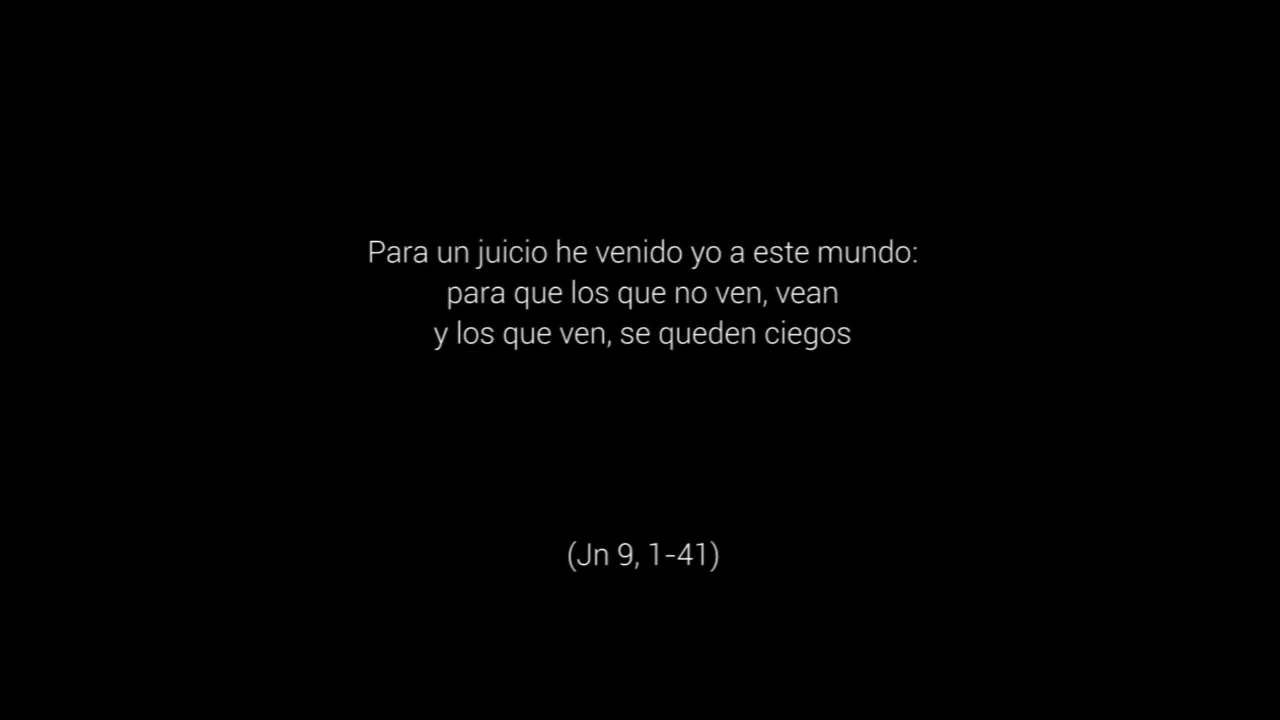 Para un juicio he venido yo a este mundo:
para que los que no ven, vean
y los que ven, se queden ciegos
(Jn 9, 1-41)